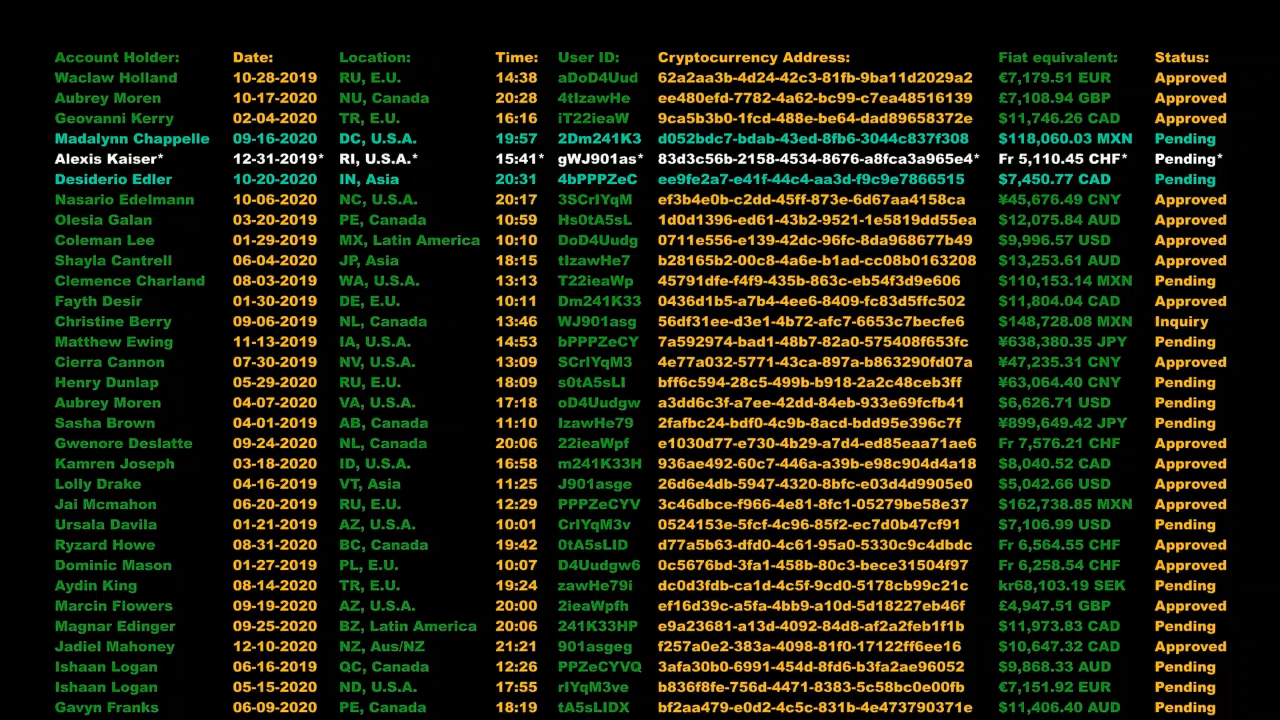 Account Holder: Date: Location: Time: User ID: Cryptocurrency Address: Fiat equivalent: Status:
Waclaw Holland 10-28-2019 RU, E.U. 14:38 aDoD4Uud 62a2aa3b-4d24-42c3-81fb-9ba11d2029a2 €7,179.51 EUR Approved
Aubrey Moren 10-17-2020 NU, Canada 20:28 4tIzawHe ee480efd-7782-4a62-bc99-c7ea48516139 £7,108.94 GBP Approved
Geovanni Kerry 02-04-2020 TR, E.U. 16:16 iT22ieaW 9ca5b3b0-1fcd-488e-be64-dad89658372e $11,746.26 CAD Approved
Madalynn Chappelle 09-16-2020 DC, U.S.A. 19:57 2Dm241K3 d052bdc7-bdab-43ed-8fb6-3044c837f308 $118,060.03 MXN Pending
Alexis Kaiser* 12-31-2019* RI, U.S.A.* 15:41* gWJ901as* 83d3c56b-2158-4534-8676-a8fca3a965e4* Fr 5,110.45 CHF* Pending*
Desiderio Edler 10-20-2020 IN, Asia 20:31 4bPPPZeC ee9fe2a7-e41f-44c4-aa3d-f9c9e7866515 $7,450.77 CAD Pending
Nasario Edelmann 10-06-2020 NC, U.S.A. 20:17 3SCrIYqM ef3b4e0b-c2dd-45ff-873e-6d67aa4158ca ¥45,676.49 CNY Approved
Olesia Galan 03-20-2019 PE, Canada 10:59 Hs0tA5sL 1d0d1396-ed61-43b2-9521-1e5819dd55ea $12,075.84 AUD Approved
Coleman Lee 01-29-2019 MX, Latin America 10:10 DoD4Uudg 0711e556-e139-42dc-96fc-8da968677b49 $9,996.57 USD Approved
Shayla Cantrell 06-04-2020 JP, Asia 18:15 tIzawHe7 b28165b2-00c8-4a6e-b1ad-cc08b0163208 $13,253.61 AUD Approved
Clemence Charland 08-03-2019 WA, U.S.A. 13:13 T22ieaWp 45791dfe-f4f9-435b-863c-eb54f3d9e606 $110,153.14 MXN Pending
Fayth Desir 01-30-2019 DE, E.U. 10:11 Dm241K33 0436d1b5-a7b4-4ee6-8409-fc83d5ffc502 $11,804.04 CAD Approved
Christine Berry 09-06-2019 NL, Canada 13:46 WJ901asg 56df31ee-d3e1-4b72-afc7-6653c7becfe6 $148,728.08 MXN Inquiry
Matthew Ewing 11-13-2019 IA, U.S.A. 14:53 bPPPZeCY 7a592974-bad1-48b7-82a0-575408f653fc ¥638,380.35 JPY Pending
Cierra Cannon 07-30-2019 NV, U.S.A. 13:09 SCrIYqM3 4e77a032-5771-43ca-897a-b863290fd07a ¥47,235.31 CNY Approved
Henry Dunlap 05-29-2020 RU, E.U. 18:09 s0tA5sLI bff6c594-28c5-499b-b918-2a2c48ceb3ff ¥63,064.40 CNY Pending
Aubrey Moren 04-07-2020 VA, U.S.A. 17:18 oD4Uudgw a3dd6c3f-a7ee-42dd-84eb-933e69fcfb41 $6,626.71 USD Pending
Sasha Brown 04-01-2019 AB, Canada 11:10 IzawHe79 2fafbc24-bdf0-4c9b-8acd-bdd95e396c7f ¥899,649.42 JPY Pending
Gwenore Deslatte 09-24-2020 NL, Canada 20:06 22ieaWpf e1030d77-e730-4b29-a7d4-ed85eaa71ae6 Fr 7,576.21 CHF Approved
Kamren Joseph 03-18-2020 ID, U.S.A. 16:58 m241K33H 936ae492-60c7-446a-a39b-e98c904d4a18 $8,040.52 CAD Approved
Lolly Drake 04-16-2019 VT, Asia 11:25 J901asge 26d6e4db-5947-4320-8bfc-e03d4d9905e0 $5,042.66 USD Approved
Jai Mcmahon 06-20-2019 RU, E.U. 12:29 PPPZeCYV 3c46dbce-f966-4e81-8fc1-05279be58e37 $162,738.85 MXN Approved
Ursala Davila 01-21-2019 AZ, U.S.A. 10:01 CrIYqM3v 0524153e-5fcf-4c96-85f2-ec7d0b47cf91 $7,106.99 USD Pending
Ryzard Howe 08-31-2020 BC, Canada 19:42 0tA5sLID d77a5b63-dfd0-4c61-95a0-5330c9c4dbdc Fr 6,564.55 CHF Approved
Dominic Mason 01-27-2019 PL, E.U. 10:07 D4Uudgw6 0c5676bd-3fa1-458b-80c3-bece31504f97 Fr 6,258.54 CHF Approved
Aydin King 08-14-2020 TR, E.U. 19:24 zawHe79i dc0d3fdb-ca1d-4c5f-9cd0-5178cb99c21c kr68,103.19 SEK Pending
Marcin Flowers 09-19-2020 AZ, U.S.A. 20:00 2ieaWpfh ef16d39c-a5fa-4bb9-a10d-5d18227eb46f £4,947.51 GBP Approved
Magnar Edinger 09-25-2020 BZ, Latin America 20:06 241K33HP e9a23681-a13d-4092-84d8-af2a2feb1f1b $11,973.83 CAD Pending
Jadiel Mahoney 12-10-2020 NZ, Aus/NZ 21:21 901asgeg f257a0e2-383a-4098-81f0-17122ff6ee16 $10,647.32 CAD Approved
Ishaan Logan 06-16-2019 QC, Canada 12:26 PPZeCYVQ 3afa30b0-6991-454d-8fd6-b3fa2ae96052 $9,868.33 AUD Pending
Ishaan Logan 05-15-2020 ND, U.S.A. 17:55 rIYqM3ve b836f8fe-756d-4471-8383-5c58bc0e00fb €7,151.92 EUR Pending
Gavyn Franks 06-09-2020 PE, Canada 18:19 tA5sLIDX bf2aa479-e0d2-4c5c-831b-4e473790371e $11,406.40 AUD Pending